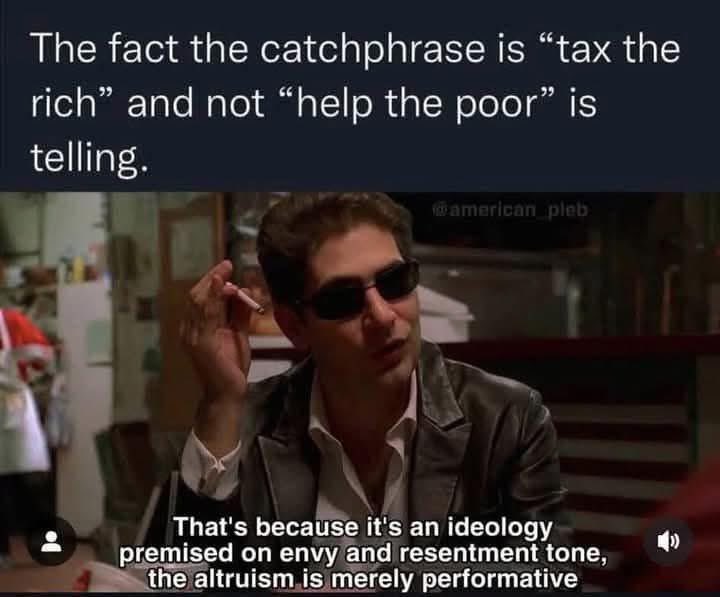 The fact the catchphrase is “tax the
rich” and not “help the poor” is
telling.
@american_pleb
That's because it's an ideology
premised on envy and resentment tone,
the altruism is merely performative